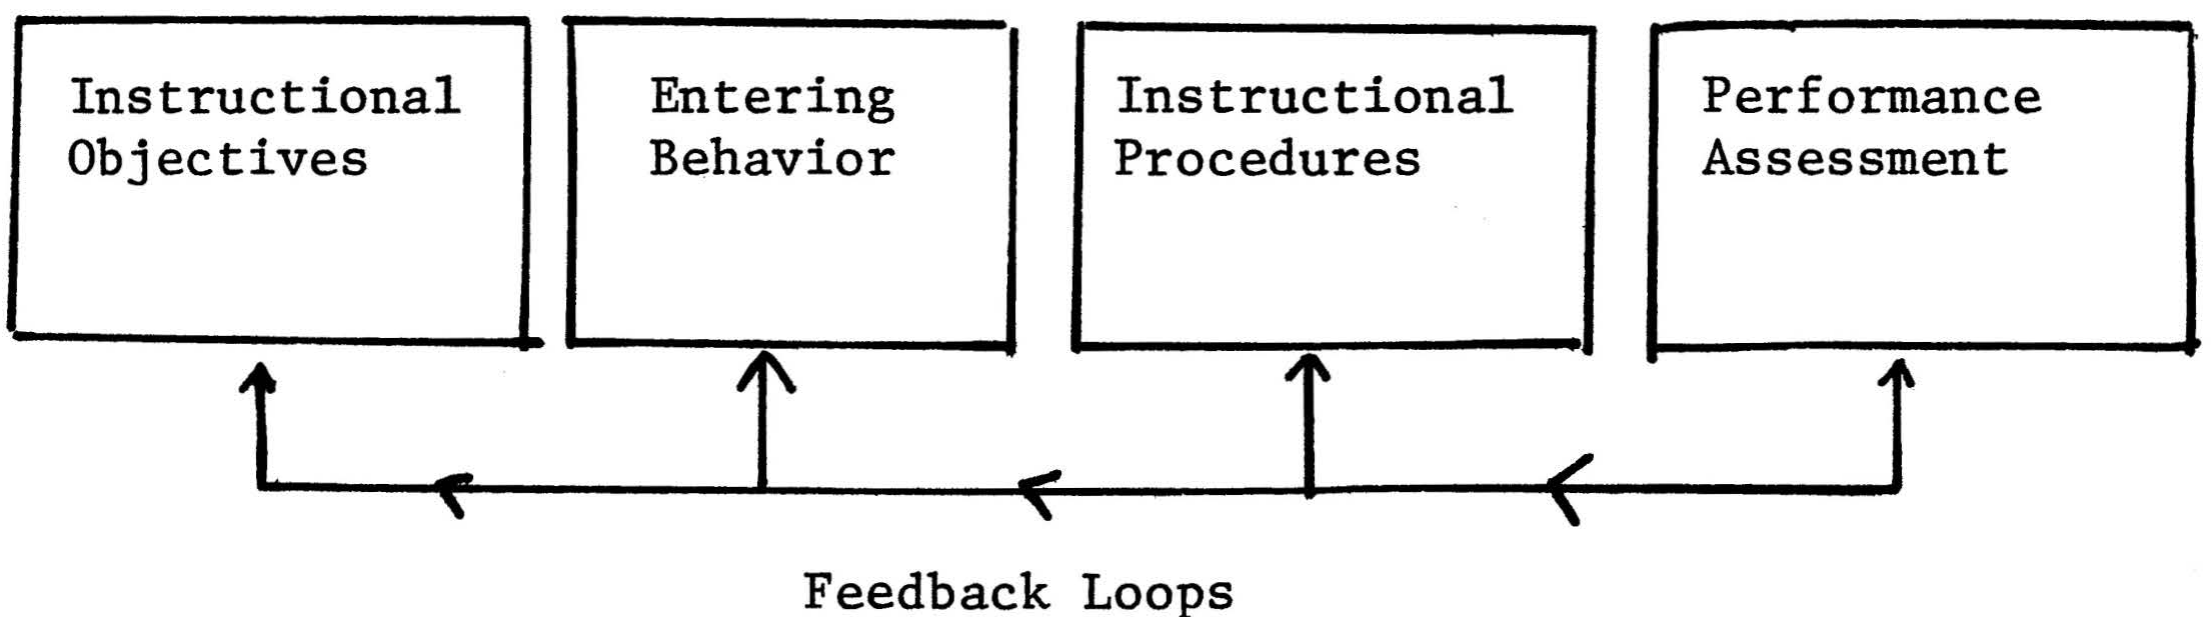 Instructional
Objectives
Entering
Behavior
Instructional
Procedures
Performance
Assessment
Feedback Loops